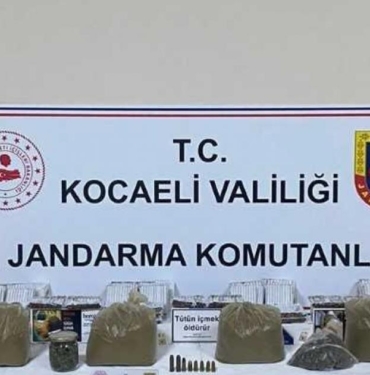 T.C.
KOCAELİ VALİLİĞİ
JANDARMA KOMUTANL
Tütün içmek
öldürür